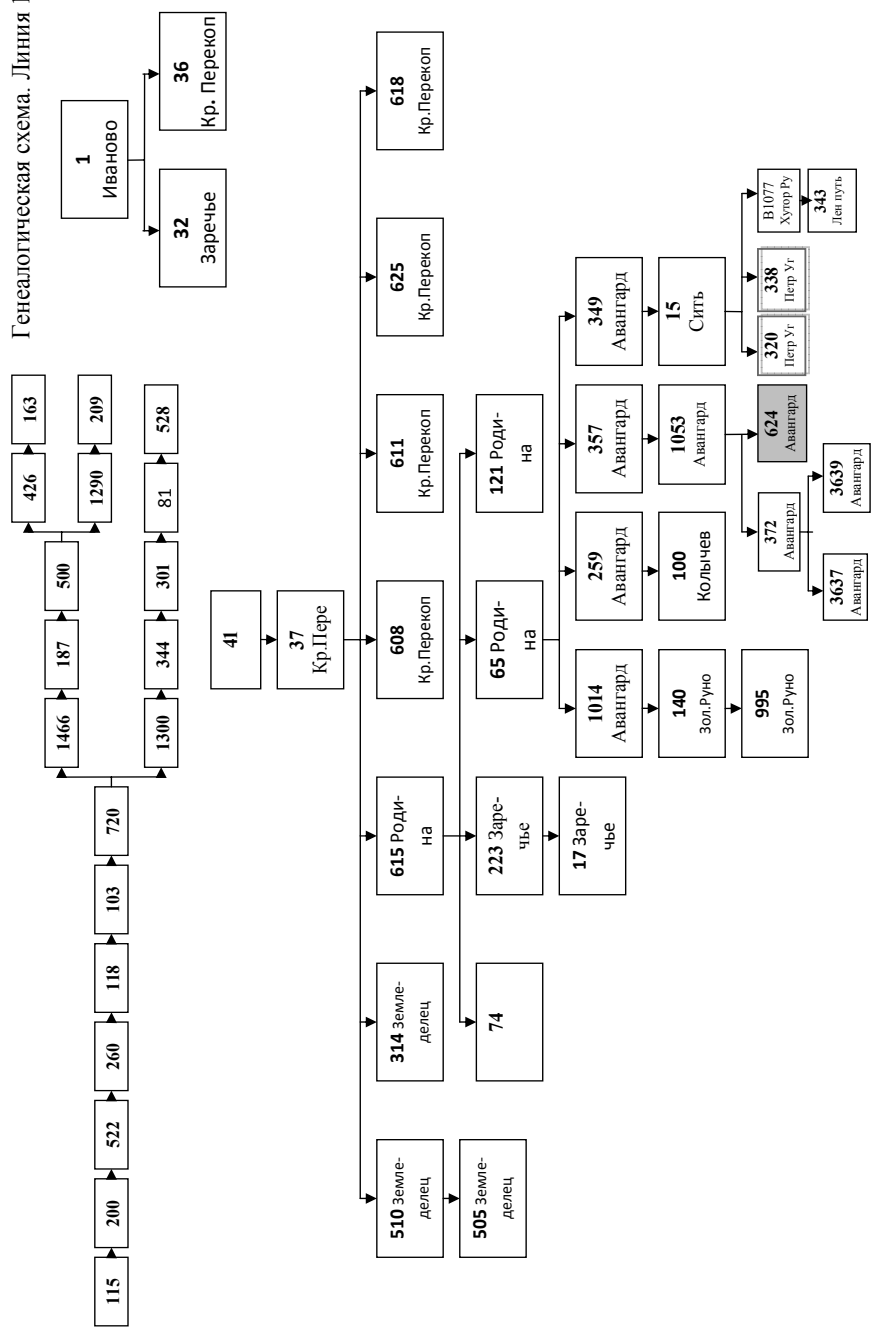 Генеалогическая схема. Линия 1
115
200
522
260
118
103
720
1466
187
500
426
163
1290
209
1300
344
301
81
528
1
Иваново
32
Заречье
36
Кр. Перекоп
41
37
Кр.Пере
510 Земле-
делец
314 Земле-
делец
615 Роди-
на
608
Кр.Перекоп
611
Кр.Перекоп
625
Кр.Перекоп
618
Кр.Перекоп
505 Земле-
делец
74
223 Заре-
чье
65 Роди-
на
121 Роди-
на
17 Заре-
чье
1014
Авангард
259
Авангард
357
Авангард
349
Авангард
140
Зол.Руно
100
Колычев
1053
Авангард
15
Сить
995
Зол.Руно
372
Авангард
624
Авангард
320
Петр Уг
338
Петр Уг
В1077
Хутор Ру
3637
Авангард
3639
Авангард
343
Лен путь